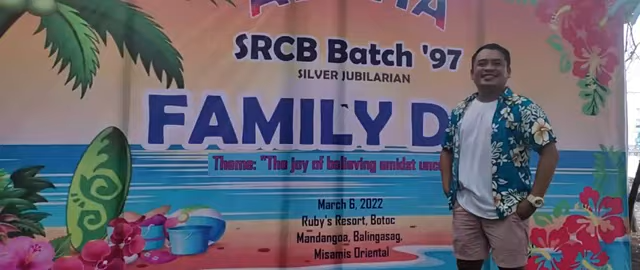 SRCB Batch '97
SILVER JUBILARIAN
FAMILY D
Theme: "The joy of believing amidst unc
March 6, 2022
Ruby's Resort, Botoc
Mandangoa, Balingasag,
Misamis Oriental